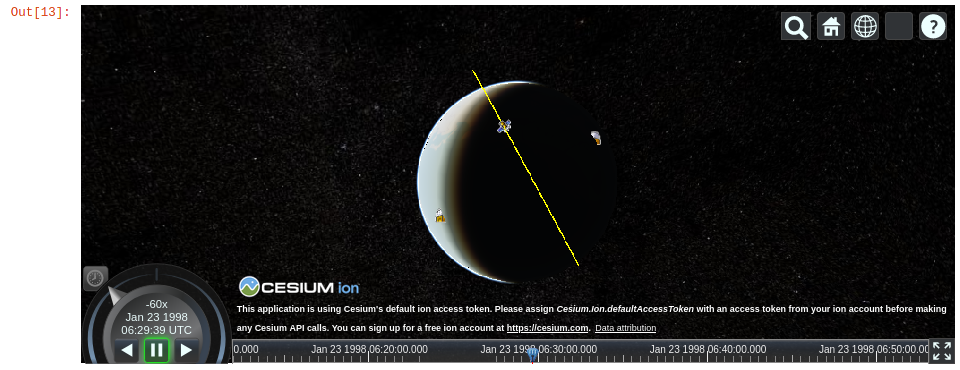 Out[13]:
?
CESIUM ion
This application is using Cesium's default ion access token. Please assign Cesium.Ion.defaultAccessToken with an access token from your ion account before making
any Cesium API calls. You can sign up for a free ion account at https://cesium.com. Data attribution
-60x
Jan 23 1998
06:29:39 UTC
0.000 Jan 23 1998 06:20:00.000 Jan 23 1998 06:30:00.000 Jan 23 1998 06:40:00.000 Jan 23 1998 06:50:00.00